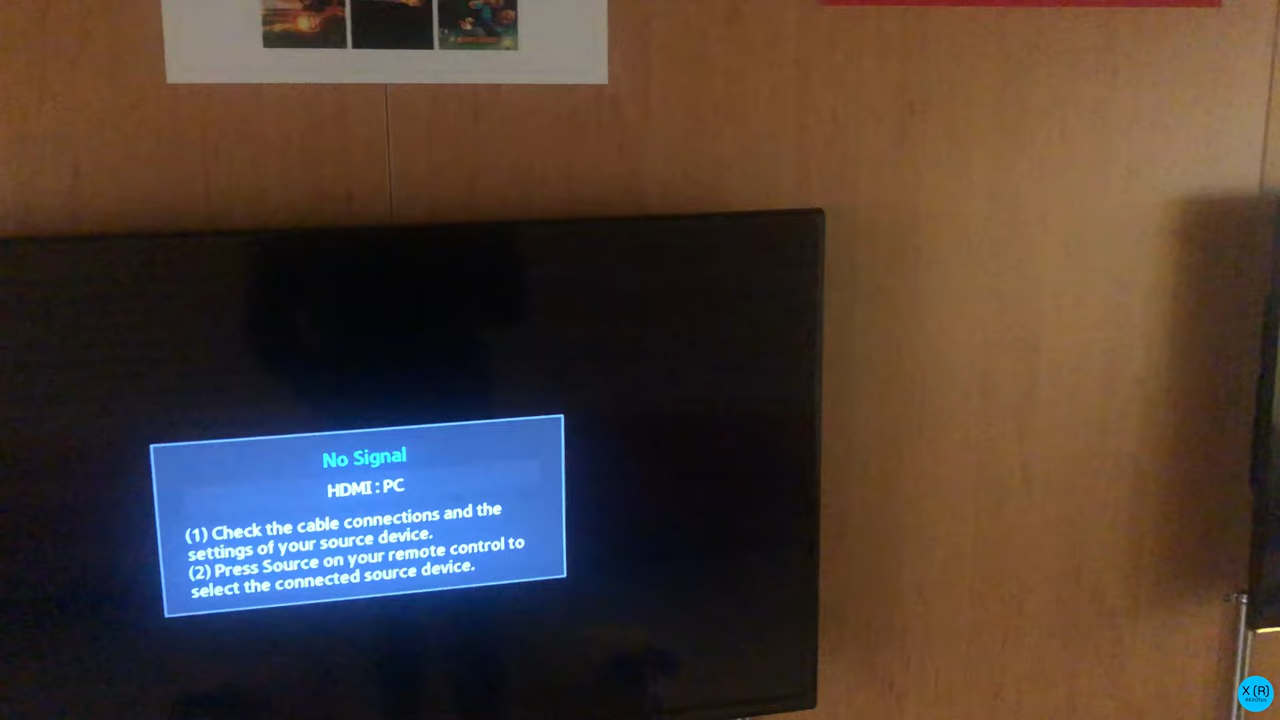 No Signal
HDMI : PC
(1) Check the cable connections and the
settings of your source device.
(2) Press Source on your remote control to
select the connected source device.
X (R)